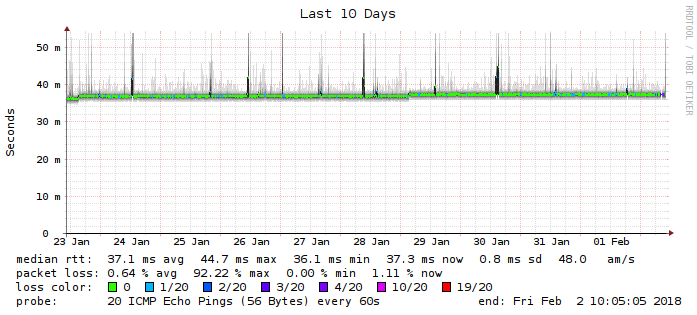 Last 10 Days
RRDTOOL / TOBI OETIKER
Seconds
50 m
40 m
30 m
20 m
10 m
0
23 Jan 24 Jan 25 Jan 26 Jan 27 Jan 28 Jan 29 Jan 30 Jan 31 Jan 01 Feb
median rtt: 37.1 ms avg 44.7 ms max 36.1 ms min 37.3 ms now 0.8 ms sd 48.0 am/s
packet loss: 0.64 % avg 92.22 % max 0.00 % min 1.11 % now
loss color: 0 1/20 2/20 3/20 4/20 10/20 19/20
probe: 20 ICMP Echo Pings (56 Bytes) every 60s end: Fri Feb 2 10:05:05 2018